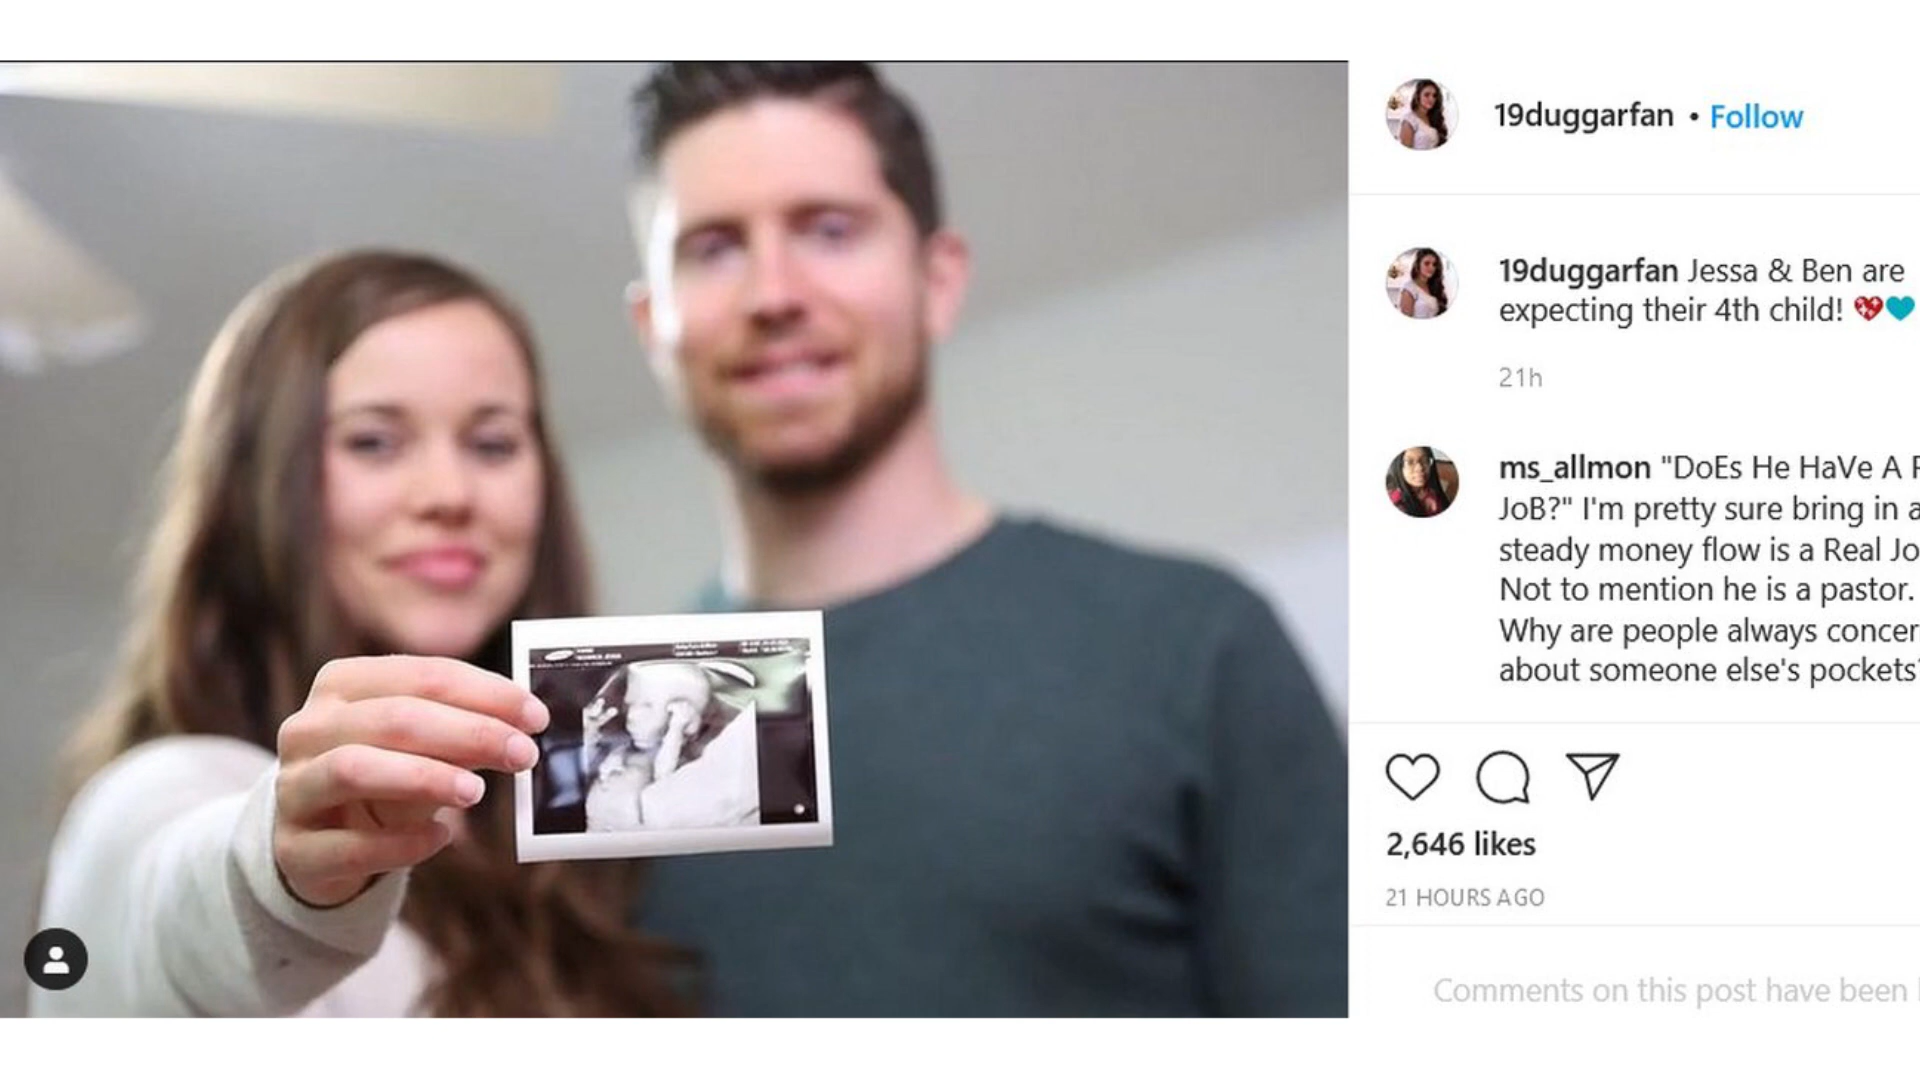 19duggarfan • Follow
19duggarfan Jessa & Ben are
expecting their 4th child! 💖💙
21h
ms_allmon "DoEs He HaVe A
JoB?" I'm pretty sure bring in a
steady money flow is a Real
Not to mention he is a pastor.
Why are people always
about someone else's pockets
2,646 likes
21 HOURS AGO
Comments on this post have been